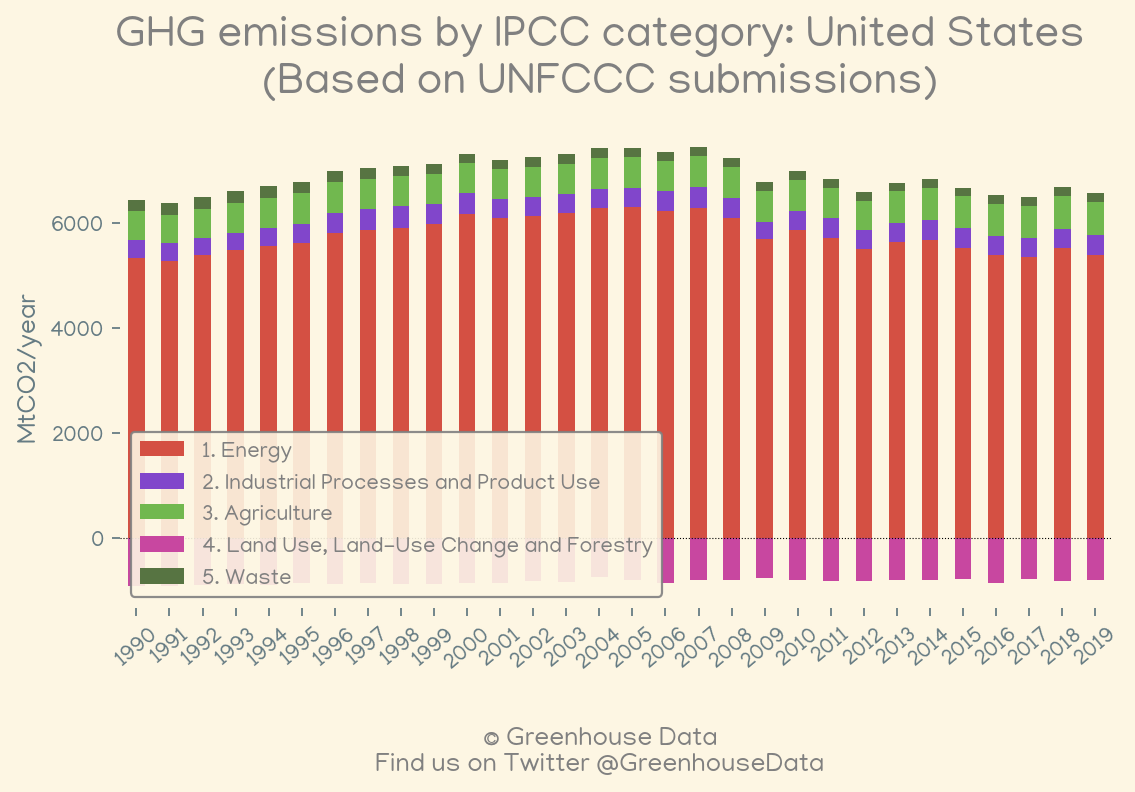 GHG emissions by IPCC category: United States
(Based on UNFCCC submissions)
MtCO2/year
6000
4000
2000
0
1. Energy
2. Industrial Processes and Product Use
3. Agriculture
4. Land Use, Land-Use Change and Forestry
5. Waste
1990 1991 1992 1993 1994 1995 1996 1997 1998 1999 2000 2001 2002 2003 2004 2005 2006 2007 2008 2009 2010 2011 2012 2013 2014 2015 2016 2017 2018 2019
© Greenhouse Data
Find us on Twitter @GreenhouseData